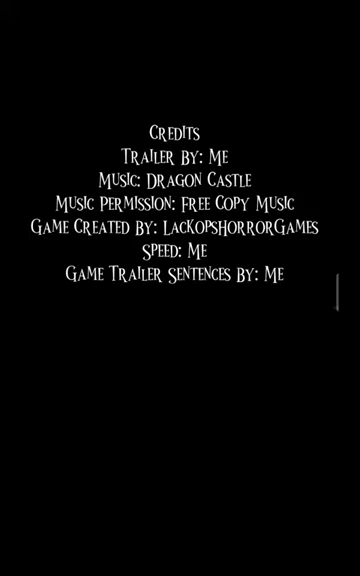 Credits
Trailer By: Me
Music: Dragon Castle
Music Permission: Free Copy Music
Game Created By: LackopsHorrorGames
Speed: Me
Game Trailer Sentences By: Me